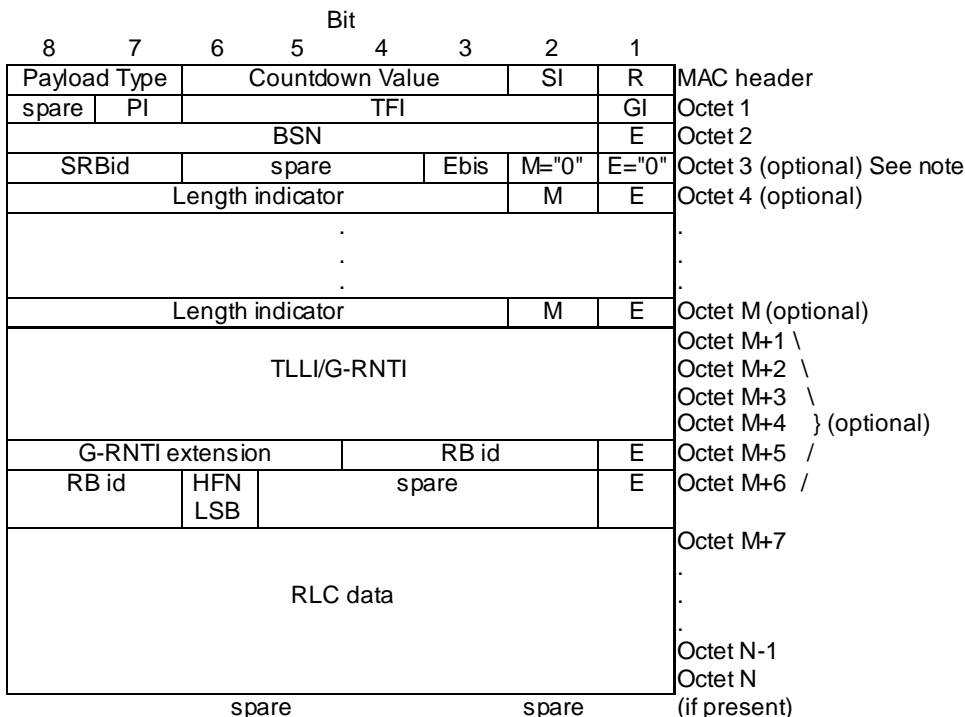 Bit
8 7 6 5 4 3 2 1
Payload Type Countdown Value SI R MAC header
spare PI TFI GI Octet 1
BSN E Octet 2
SRBid spare Ebis M="0" E="0" Octet 3 (optional) See note
Length indicator M E Octet 4 (optional)
. .
. .
. .
Length indicator M E Octet M (optional)
Octet M+1 \
TLLI/G-RNTI Octet M+2 \
Octet M+3 \
Octet M+4 } (optional)
G-RNTI extension RB id E Octet M+5 /
RB id HFN spare E Octet M+6 /
LSB
Octet M+7
.
RLC data .
.
Octet N-1
Octet N
spare spare (if present)